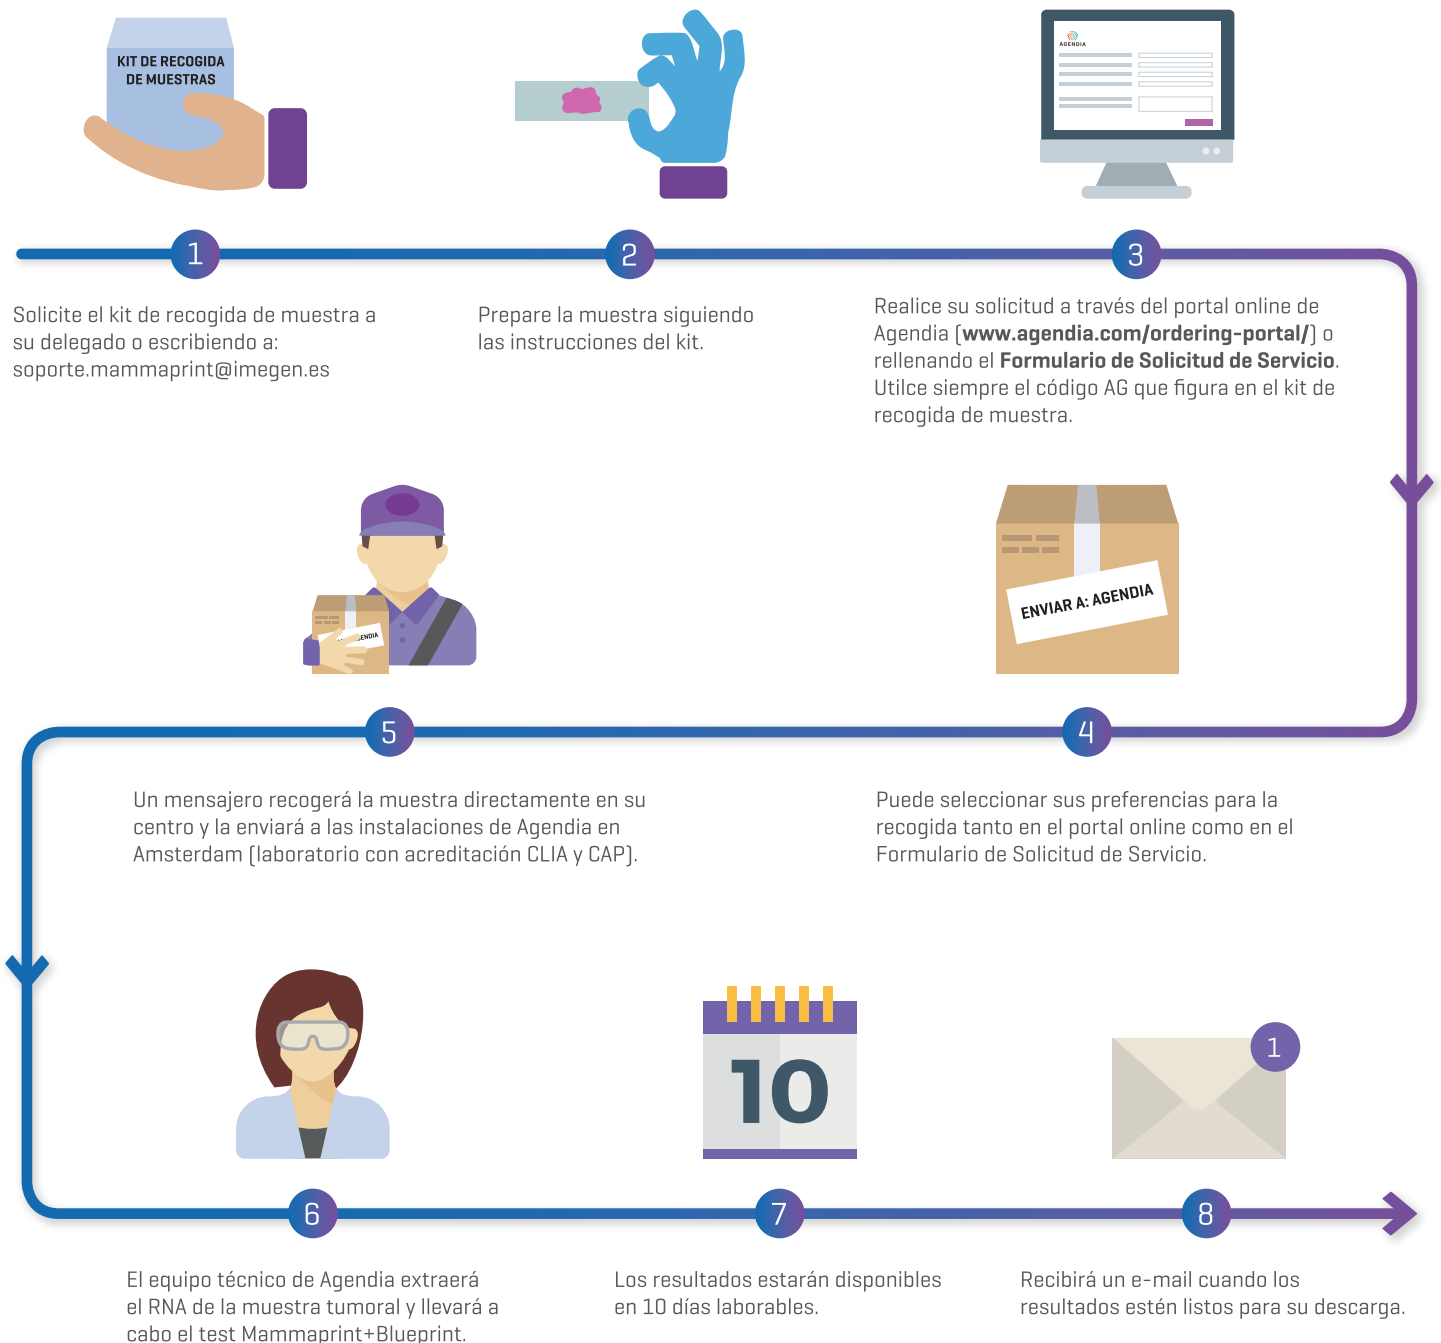 KIT DE RECOGIDA
DE MUESTRAS
AGENDIA
1
2
3
Solicite el kit de recogida de muestra a
su delegado o escribiendo a:
soporte.mammaprint@imegen.es
Prepare la muestra siguiendo
las instrucciones del kit.
Realice su solicitud a través del portal online de
Agendia (www.agendia.com/ordering-portal/) o
rellenando el Formulario de Solicitud de Servicio.
Utilce siempre el código AG que figura en el kit de
recogida de muestra.
ENVIAR A: AGENDIA
5
4
Un mensajero recogerá la muestra directamente en su
centro y la enviará a las instalaciones de Agendia en
Amsterdam (laboratorio con acreditación CLIA y CAP).
Puede seleccionar sus preferencias para la
recogida tanto en el portal online como en el
Formulario de Solicitud de Servicio.
10
1
6
7
8
El equipo técnico de Agendia extraerá
el RNA de la muestra tumoral y llevará a
cabo el test Mammaprint+Blueprint.
Los resultados estarán disponibles
en 10 días laborables.
Recibirá un e-mail cuando los
resultados estén listos para su descarga.